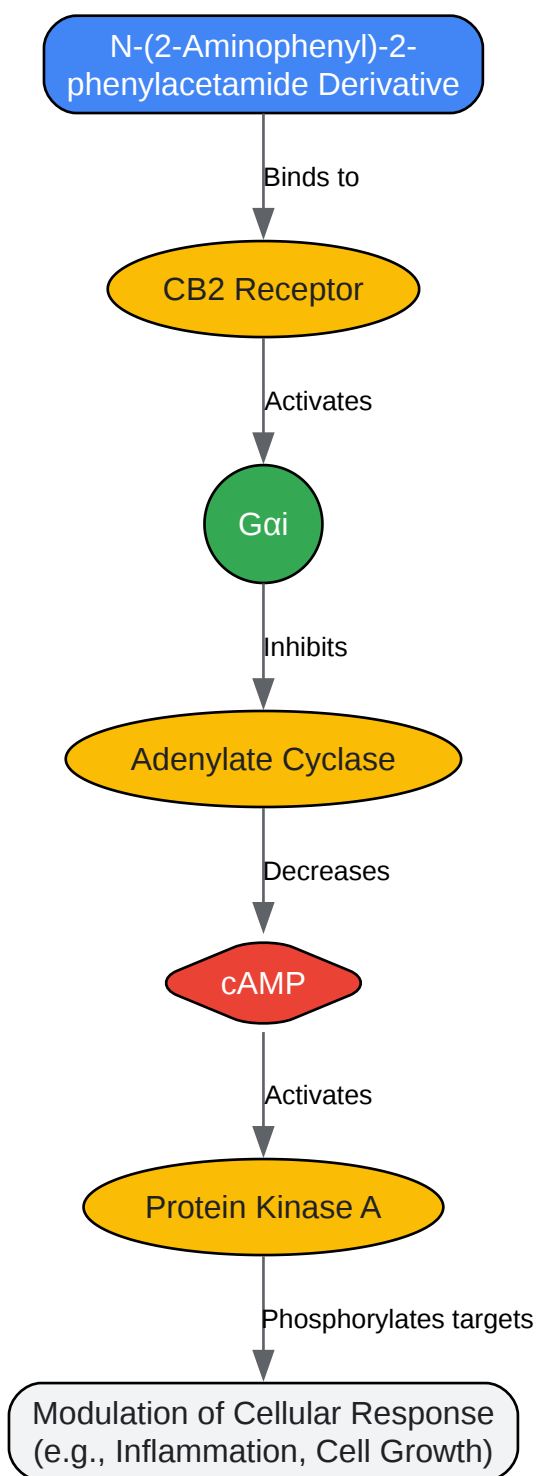 N-(2-Aminophenyl)-2-
phenylacetamide Derivative
Binds to
CB2 Receptor
Activates
Gαi
Inhibits
Adenylate Cyclase
Decreases
cAMP
Activates
Protein Kinase A
Phosphorylates targets
Modulation of Cellular Response
(e.g., Inflammation, Cell Growth)